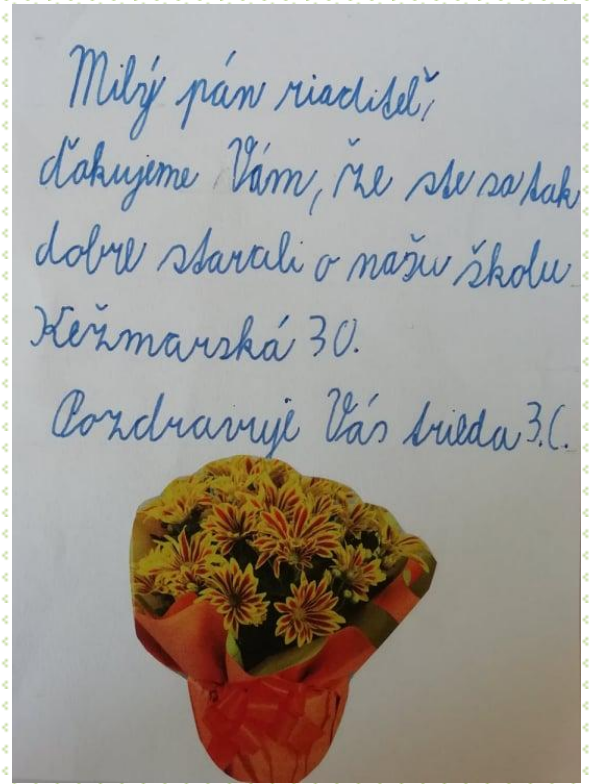 Milý pán riaditeľ,
ďakujeme Vám, že ste sa tak
dobre starali o našu školu
Kežmarská 30.
Pozdravuje Vás trieda 3.C.